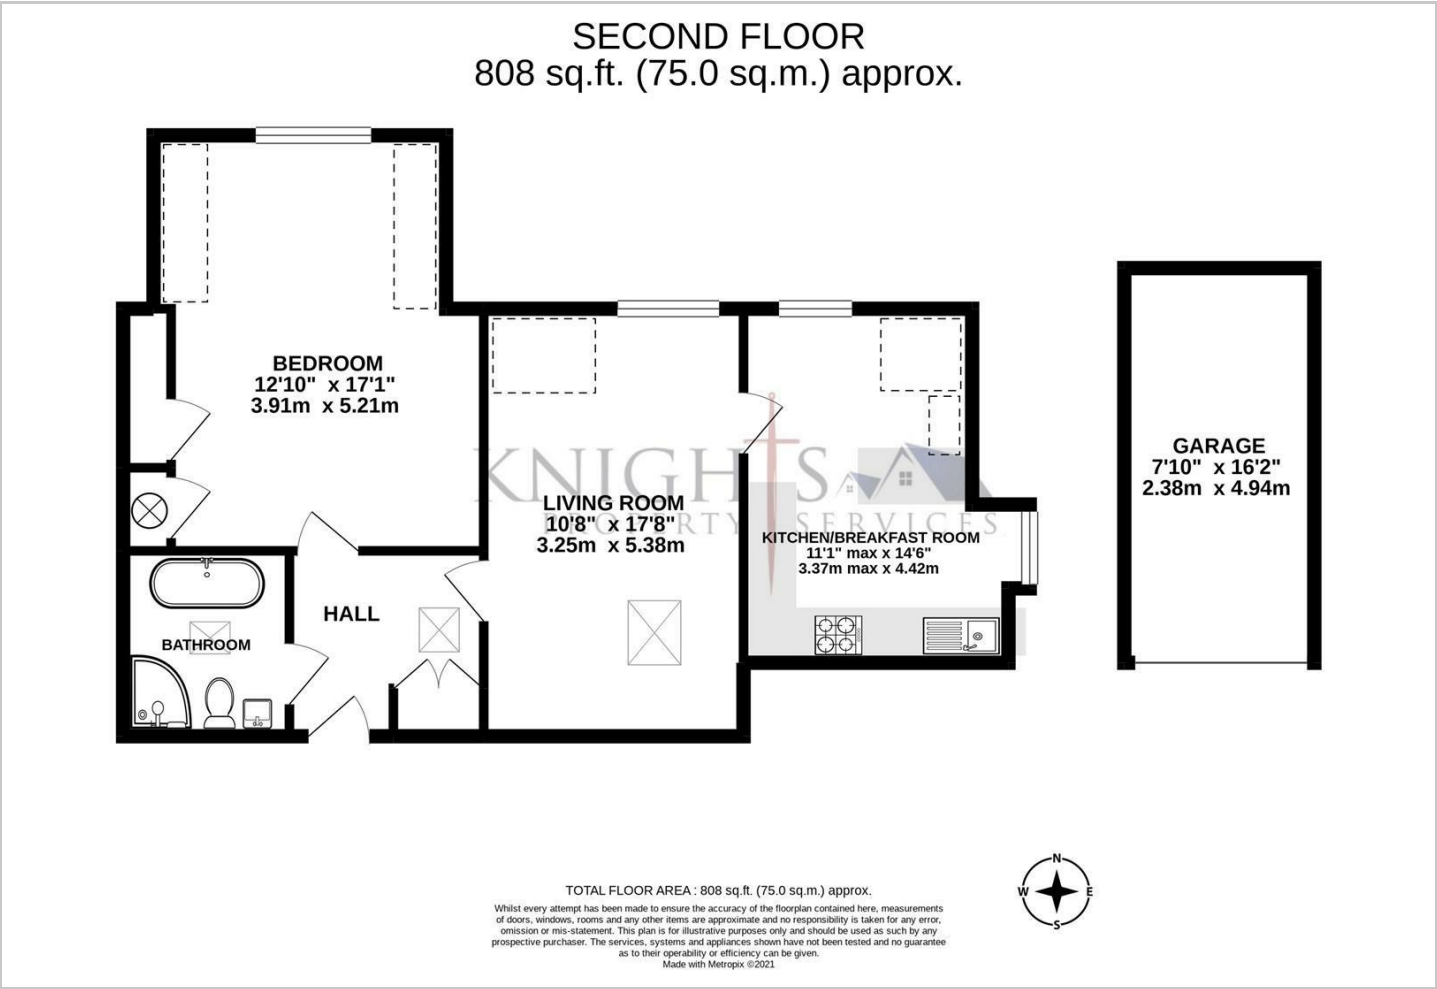 SECOND FLOOR
808 sq.ft. (75.0 sq.m.) approx.
BEDROOM
12'10" x 17'1"
3.91m x 5.21m
KNIGHTS
PROPERTY SERVICES
LIVING ROOM
10'8" x 17'8"
3.25m x 5.38m
KITCHEN/BREAKFAST ROOM
11'1" max x 14'6"
3.37m max x 4.42m
GARAGE
7'10" x 16'2"
2.38m x 4.94m
HALL
BATHROOM
N
W E
S
TOTAL FLOOR AREA : 808 sq.ft. (75.0 sq.m.) approx.
Whilst every attempt has been made to ensure the accuracy of the floorplan contained here, measurements
of doors, windows, rooms and any other items are approximate and no responsibility is taken for any error,
omission or mis-statement. This plan is for illustrative purposes only and should be used as such by any
prospective purchaser. The services, systems and appliances shown have not been tested and no guarantee
as to their operability or efficiency can be given.
Made with Metropix ©2021